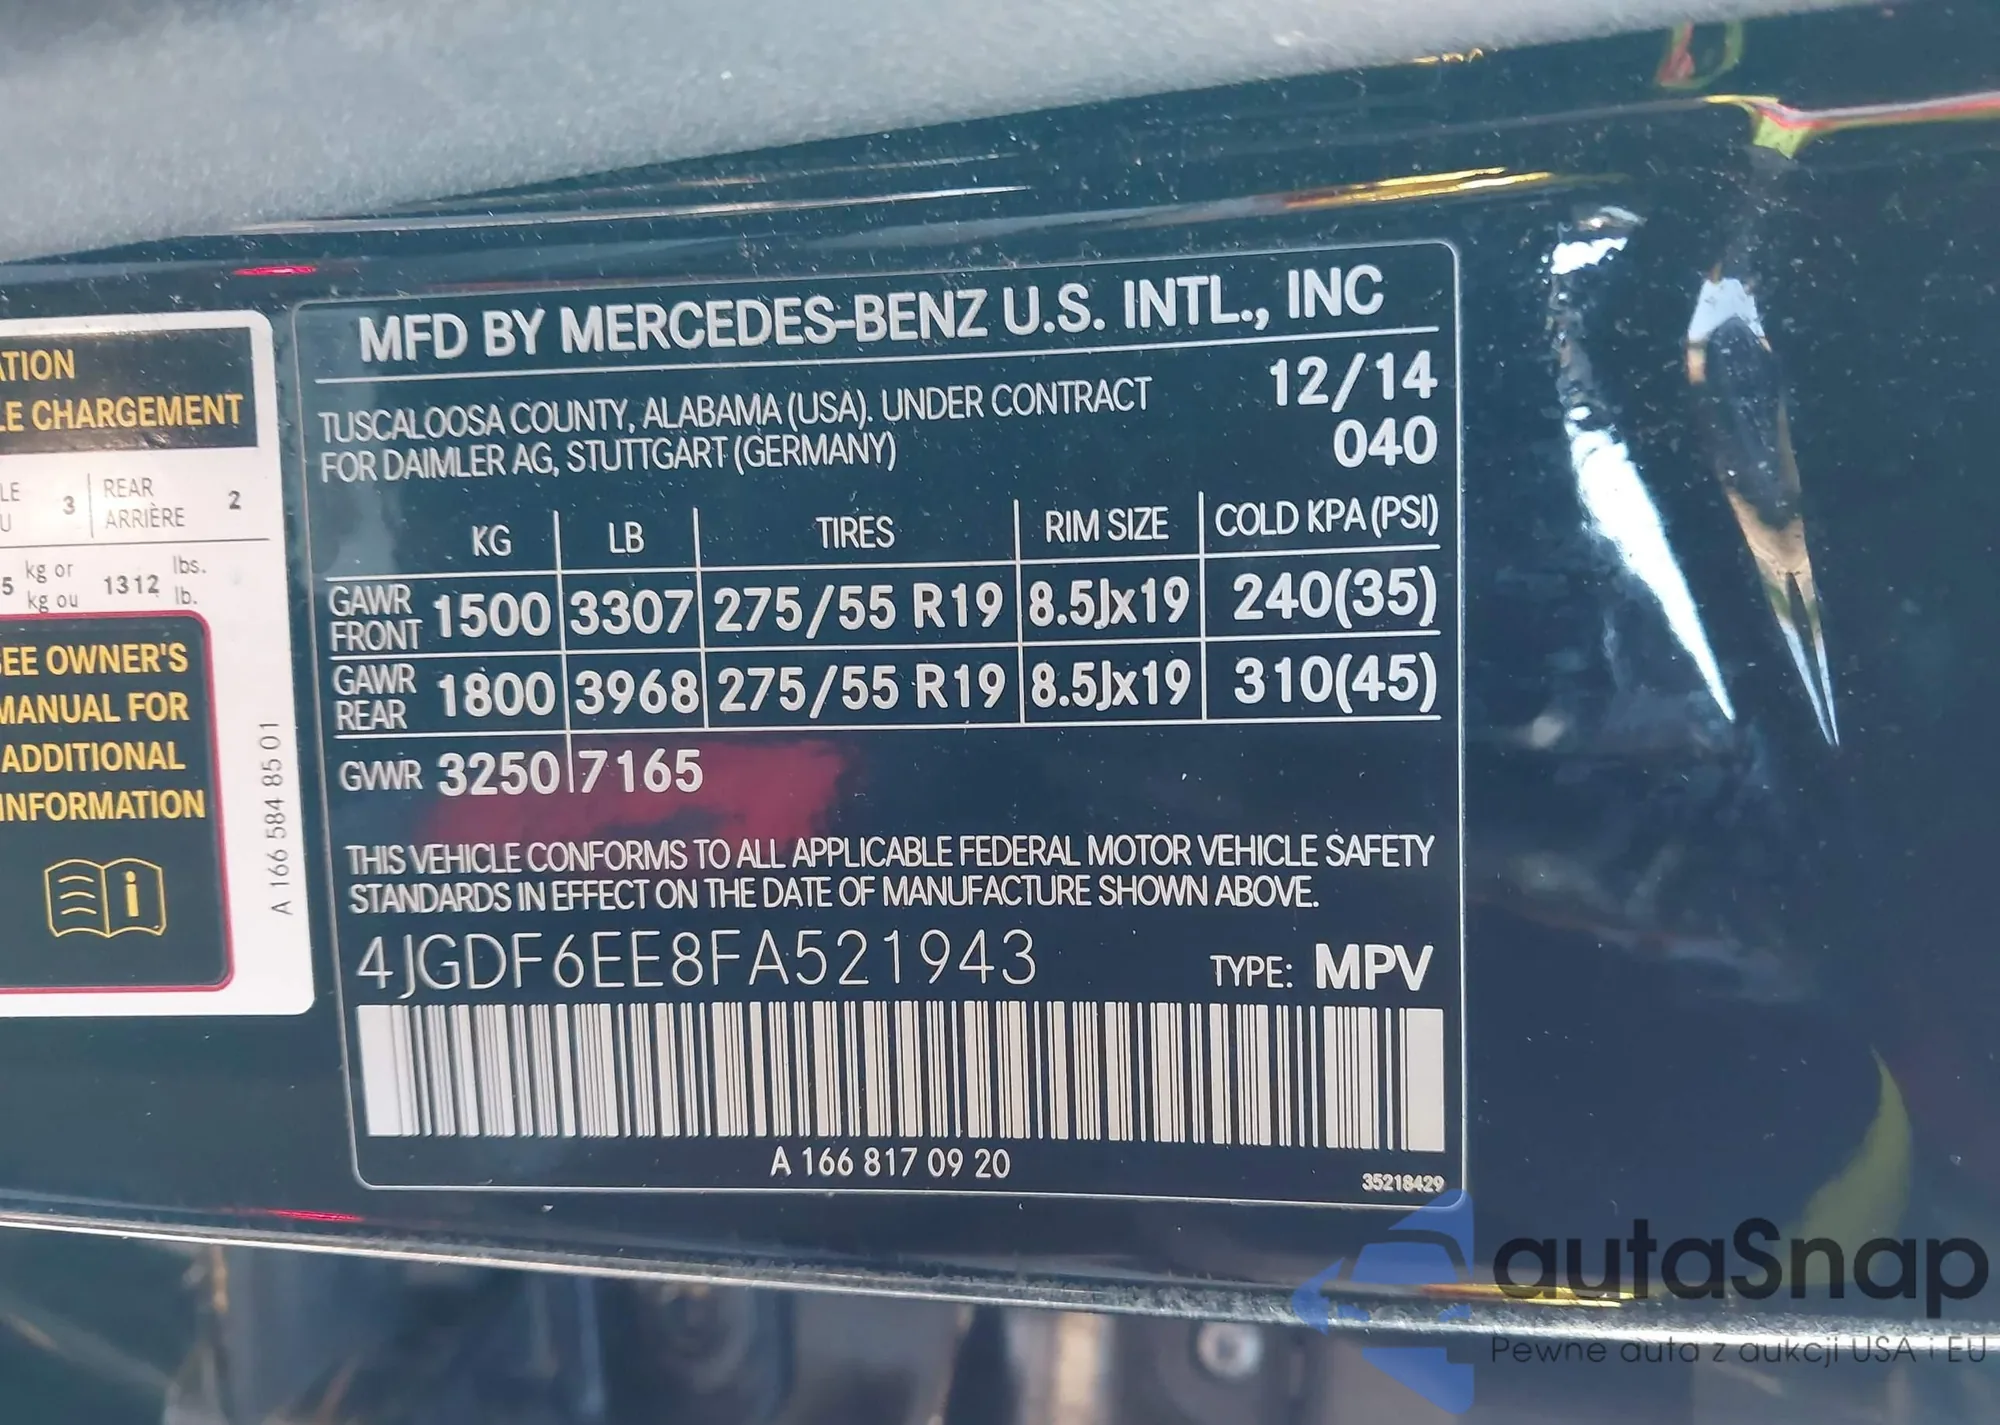 ATION
LE CHARGEMENT
LE
U
3
REAR
ARRIÈRE
2
5 kg or
kg ou
1312 lbs.
lb.
SEE OWNER'S
MANUAL FOR
ADDITIONAL
INFORMATION
A 166 584 85 01
MFD BY MERCEDES-BENZ U.S. INTL., INC
TUSCALOOSA COUNTY, ALABAMA (USA). UNDER CONTRACT
FOR DAIMLER AG, STUTTGART (GERMANY)
12/14
040
KG LB TIRES RIM SIZE COLD KPA (PSI)
GAWR FRONT 1500 3307 275/55 R19 8.5Jx19 240(35)
GAWR REAR 1800 3968 275/55 R19 8.5Jx19 310(45)
GVWR 3250 7165
THIS VEHICLE CONFORMS TO ALL APPLICABLE FEDERAL MOTOR VEHICLE SAFETY
STANDARDS IN EFFECT ON THE DATE OF MANUFACTURE SHOWN ABOVE.
4JGDF6EE8FA521943 TYPE: MPV
A 166 817 09 20
35218429
autaSnap
Pewne auta z aukcji USA i EU